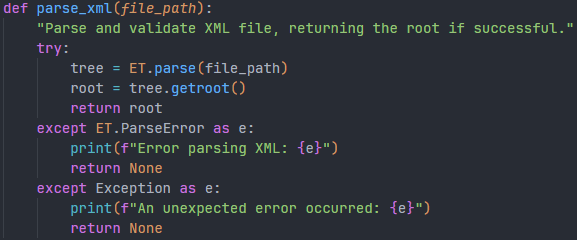 def parse_xml(file_path):
    "Parse and validate XML file, returning the root if successful."
    try:
        tree = ET.parse(file_path)
        root = tree.getroot()
        return root
    except ET.ParseError as e:
        print(f"Error parsing XML: {e}")
        return None
    except Exception as e:
        print(f"An unexpected error occurred: {e}")
        return None